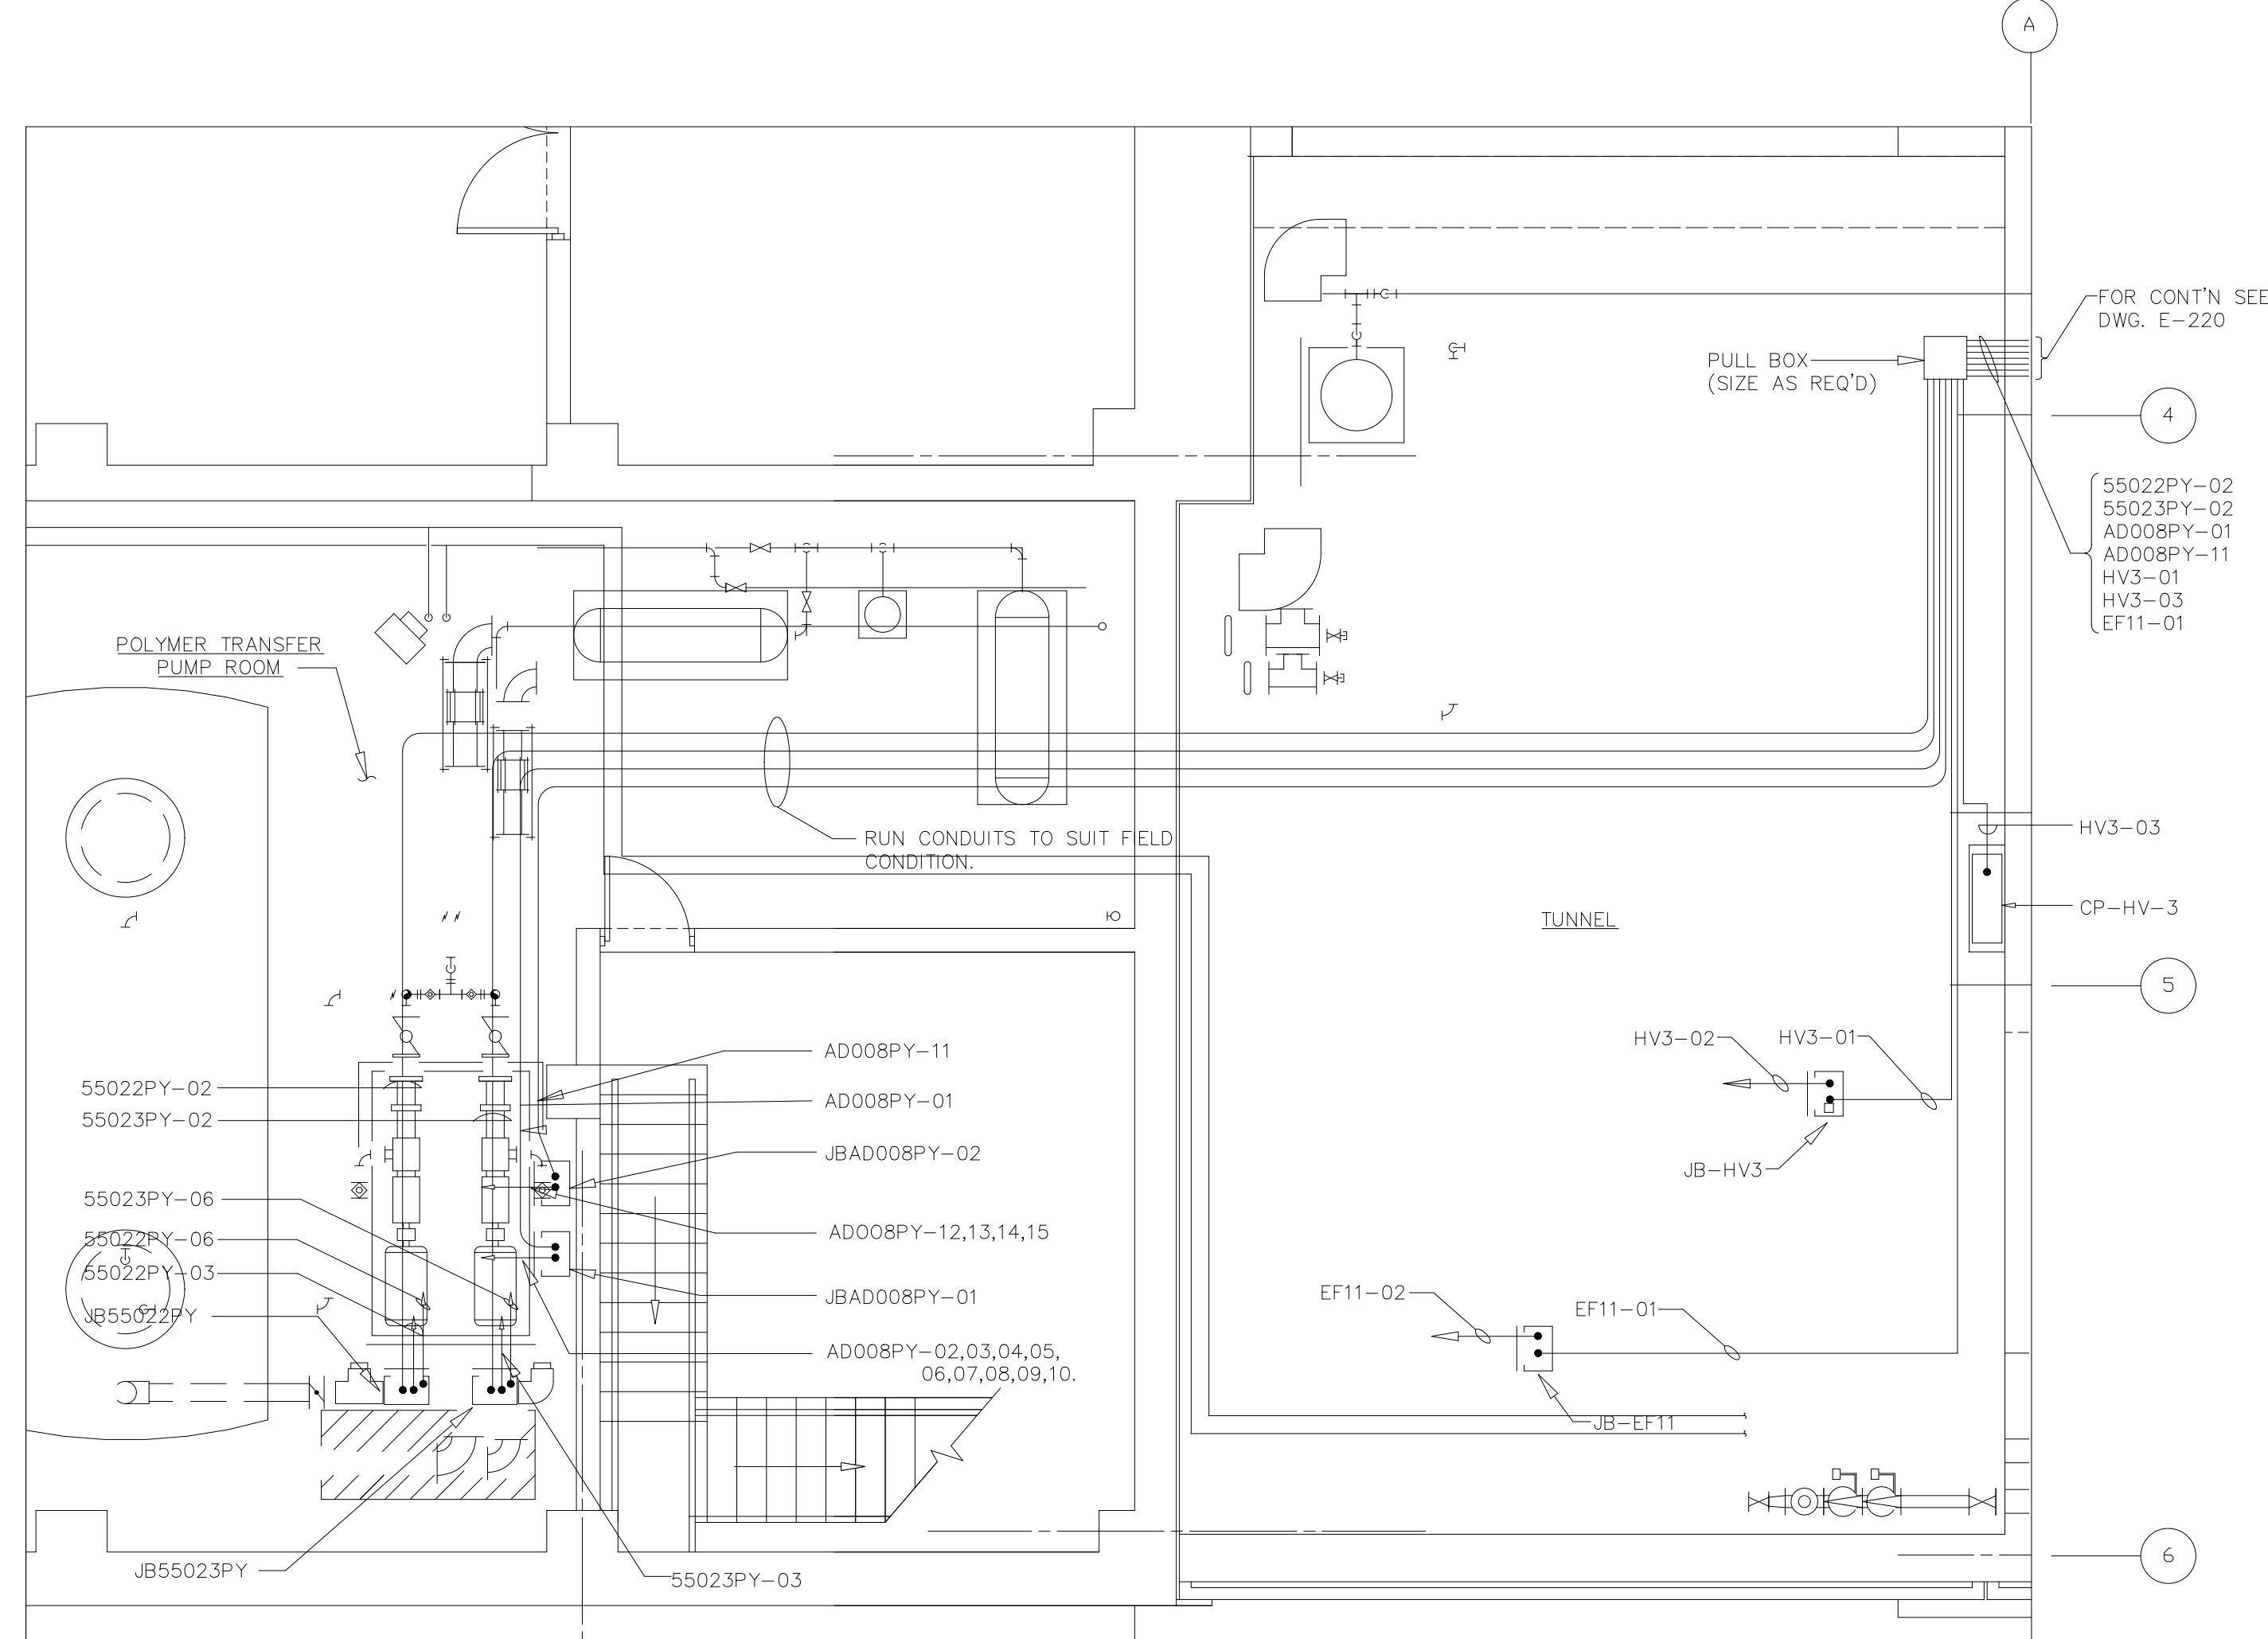 A
FOR CONT'N SEE
DWG. E-220
PULL BOX
(SIZE AS REQ'D)
4
55022PY-02
55023PY-02
AD008PY-01
AD008PY-11
HV3-01
HV3-03
EF11-01
POLYMER TRANSFER
PUMP ROOM
RUN CONDUITS TO SUIT FIELD
CONDITION.
HV3-03
CP-HV-3
TUNNEL
5
HV3-02
HV3-01
JB-HV3
AD008PY-11
55022PY-02
AD008PY-01
55023PY-02
JBAD008PY-02
55023PY-06
AD008PY-12,13,14,15
55022PY-06
55022PY-03
JBAD008PY-01
JB55022PY
AD008PY-02,03,04,05,
06,07,08,09,10.
EF11-02
EF11-01
JB-EF11
JB55023PY
55023PY-03
6